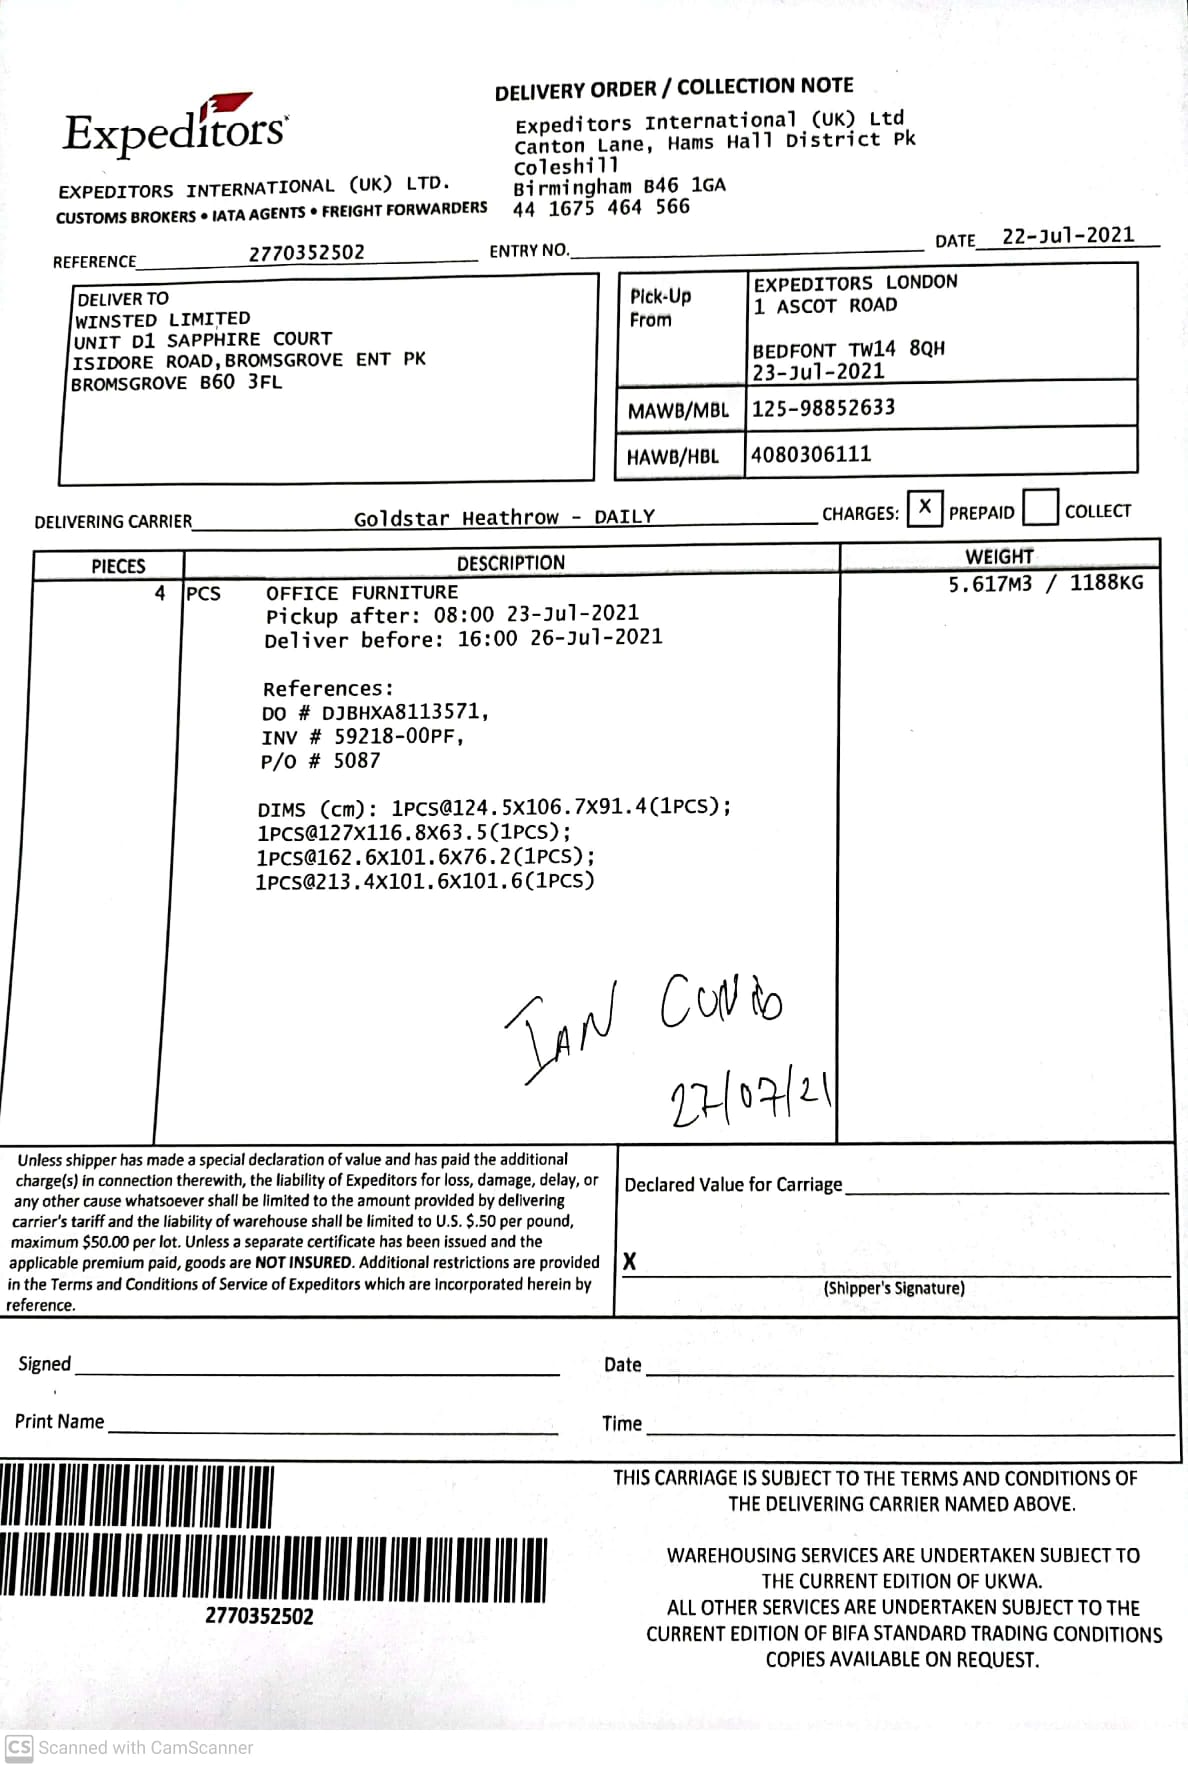 Expeditors
EXPEDITORS INTERNATIONAL (UK) LTD.
CUSTOMS BROKERS • IATA AGENTS • FREIGHT FORWARDERS
DELIVERY ORDER / COLLECTION NOTE
Expeditors International (UK) Ltd
Canton Lane, Hams Hall District Pk
Coleshill
Birmingham B46 1GA
44 1675 464 566
REFERENCE 2770352502 ENTRY NO. DATE 22-Jul-2021
DELIVER TO
WINSTED LIMITED
UNIT D1 SAPPHIRE COURT
ISIDORE ROAD,BROMSGROVE ENT PK
BROMSGROVE B60 3FL
Pick-Up
From
EXPEDITORS LONDON
1 ASCOT ROAD
BEDFONT TW14 8QH
23-Jul-2021
MAWB/MBL 125-98852633
HAWB/HBL 4080306111
DELIVERING CARRIER Goldstar Heathrow - DAILY CHARGES: X PREPAID COLLECT
PIECES DESCRIPTION WEIGHT
4 PCS OFFICE FURNITURE 5.617M3 / 1188KG
Pickup after: 08:00 23-Jul-2021
Deliver before: 16:00 26-Jul-2021
References:
DO # DJBHXA8113571,
INV # 59218-00PF,
P/O # 5087
DIMS (cm): 1PCS@124.5X106.7X91.4(1PCS);
1PCS@127X116.8X63.5(1PCS);
1PCS@162.6X101.6X76.2(1PCS);
1PCS@213.4X101.6X101.6(1PCS)
IAN
27/07/21
Unless shipper has made a special declaration of value and has paid the additional
charge(s) in connection therewith, the liability of Expeditors for loss, damage, delay, or
any other cause whatsoever shall be limited to the amount provided by delivering
carrier's tariff and the liability of warehouse shall be limited to U.S. $.50 per pound,
maximum $50.00 per lot. Unless a separate certificate has been issued and the
applicable premium paid, goods are NOT INSURED. Additional restrictions are provided
in the Terms and Conditions of Service of Expeditors which are Incorporated herein by
reference.
Declared Value for Carriage
X
(Shipper's Signature)
Signed Date
Print Name Time
2770352502
THIS CARRIAGE IS SUBJECT TO THE TERMS AND CONDITIONS OF
THE DELIVERING CARRIER NAMED ABOVE.
WAREHOUSING SERVICES ARE UNDERTAKEN SUBJECT TO
THE CURRENT EDITION OF UKWA.
ALL OTHER SERVICES ARE UNDERTAKEN SUBJECT TO THE
CURRENT EDITION OF BIFA STANDARD TRADING CONDITIONS
COPIES AVAILABLE ON REQUEST.
CS Scanned with CamScanner